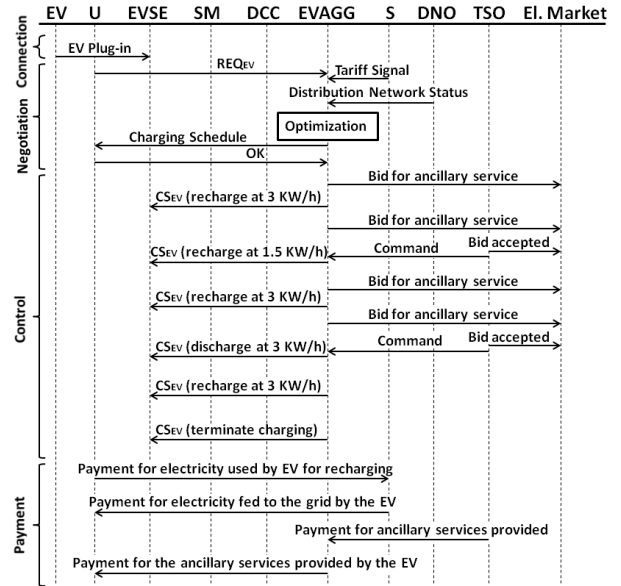 EV U EVSE SM DCC EVAGG S DNO TSO El. Market
Connection
EV Plug-in
Negotiation
REQEV
Tariff Signal
Distribution Network Status
Optimization
Charging Schedule
OK
Control
Bid for ancillary service
CSEV (recharge at 3 KW/h)
Bid for ancillary service
Bid accepted
Command
CSEV (recharge at 1.5 KW/h)
Bid for ancillary service
CSEV (recharge at 3 KW/h)
Bid for ancillary service
Bid accepted
Command
CSEV (discharge at 3 KW/h)
CSEV (recharge at 3 KW/h)
CSEV (terminate charging)
Payment
Payment for electricity used by EV for recharging
Payment for electricity fed to the grid by the EV
Payment for ancillary services provided
Payment for the ancillary services provided by the EV